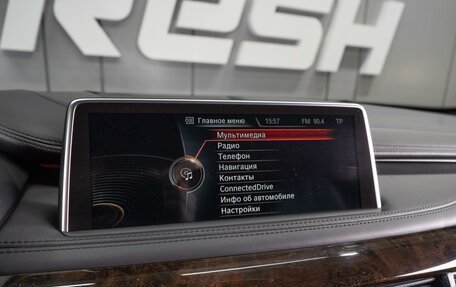 RESH
Главное меню 15:57 FM 90.4 TP
Мультимедиа
Радио
Телефон
Навигация
Контакты
ConnectedDrive
Инфо об автомобиле
Настройки